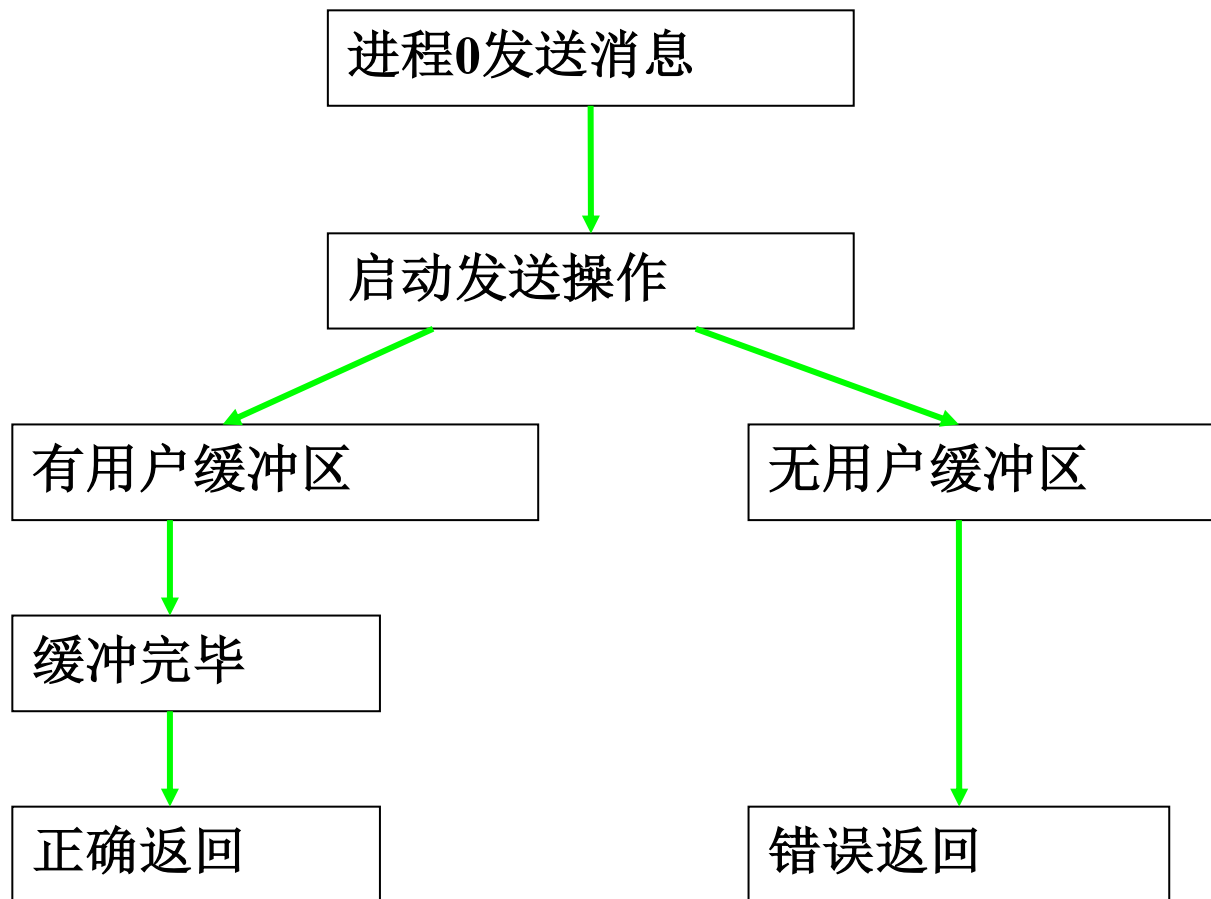 进程0发送消息
启动发送操作
有用户缓冲区
无用户缓冲区
缓冲完毕
正确返回
错误返回